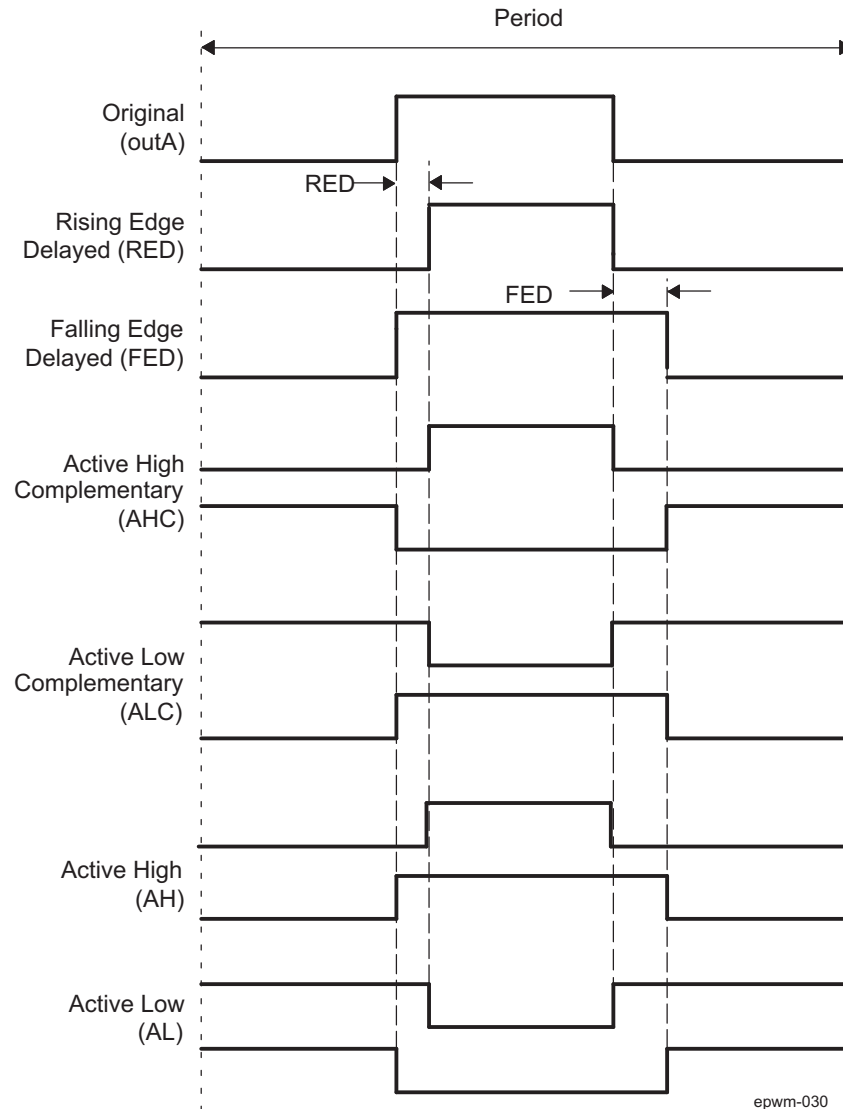 Period
Original
(outA)
RED
Rising Edge
Delayed (RED)
FED
Falling Edge
Delayed (FED)
Active High
Complementary
(AHC)
Active Low
Complementary
(ALC)
Active High
(AH)
Active Low
(AL)
epwm-030